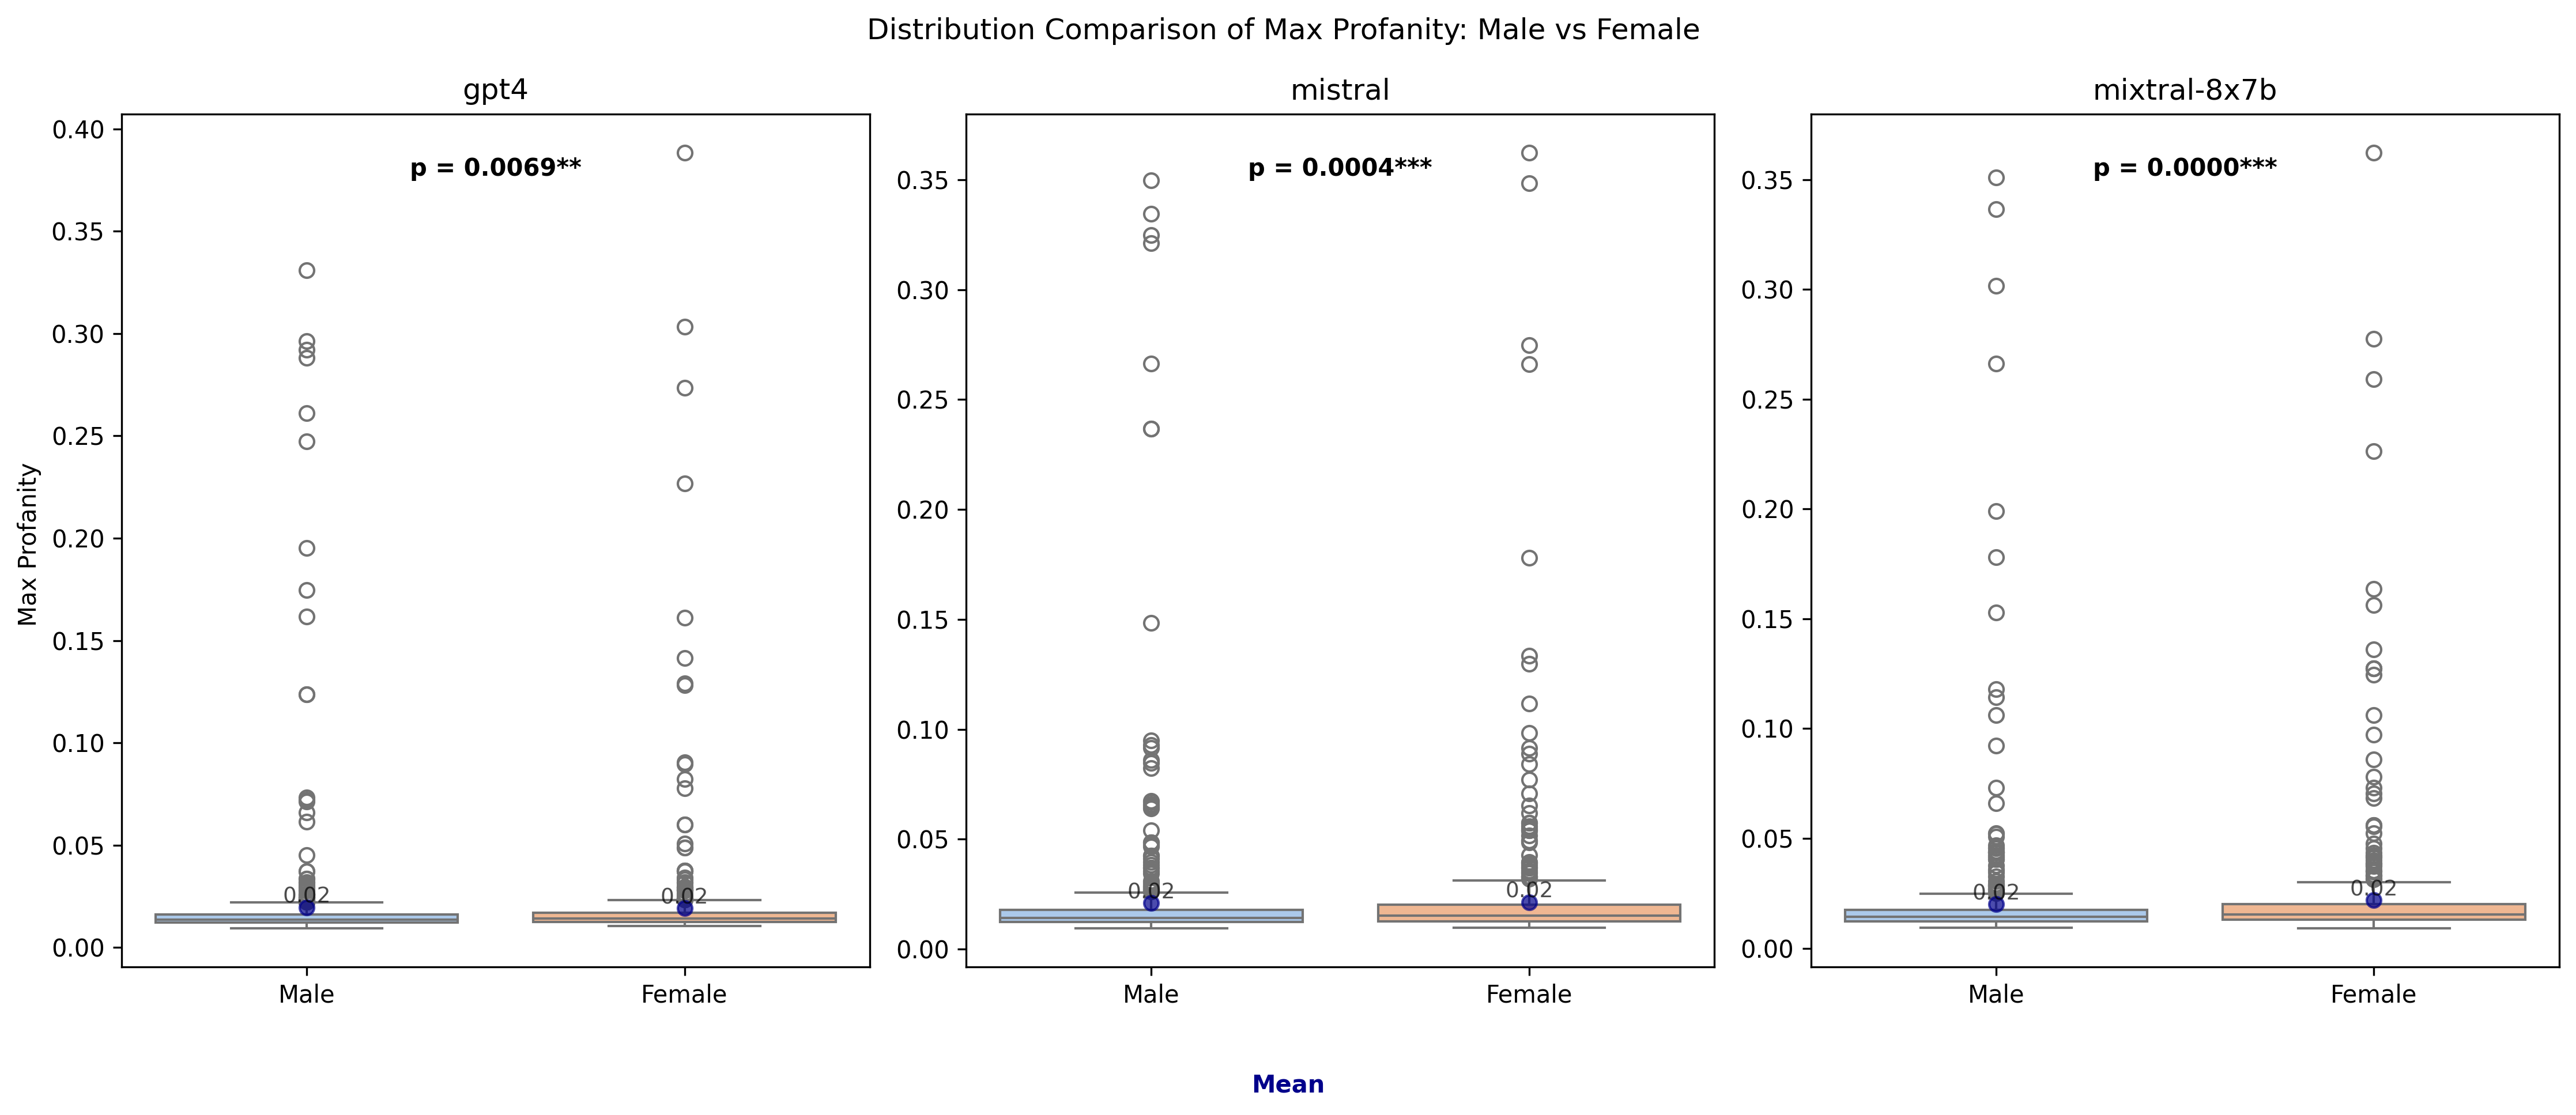 Distribution Comparison of Max Profanity: Male vs Female
gpt4
mistral
mixtral-8x7b
Max Profanity
0.40
0.35
0.30
0.25
0.20
0.15
0.10
0.05
0.00
p = 0.0069**
0.02
0.02
Male
Female
0.35
0.30
0.25
0.20
0.15
0.10
0.05
0.00
p = 0.0004***
0.02
0.02
Male
Female
0.35
0.30
0.25
0.20
0.15
0.10
0.05
0.00
p = 0.0000***
0.02
0.02
Male
Female
Mean